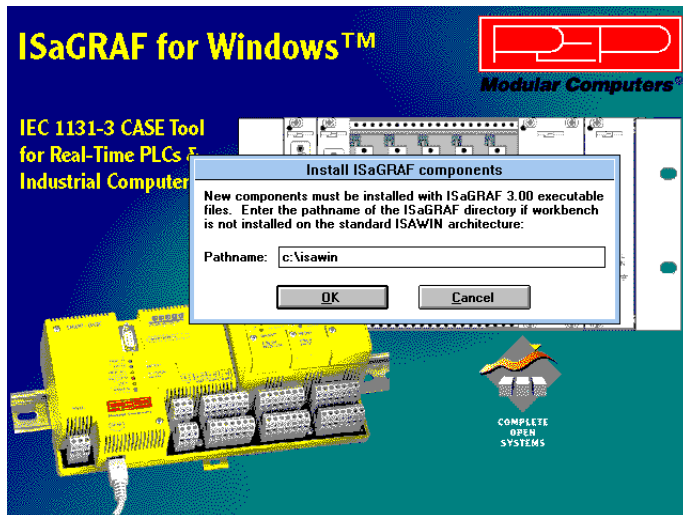 ISaGRAF for Windows™
PEP
Modular Computers®
IEC 1131-3 CASE Tool
for Real-Time PLCs &
Industrial Computer
Install ISaGRAF components
New components must be installed with ISaGRAF 3.00 executable
files. Enter the pathname of the ISaGRAF directory if workbench
is not installed on the standard ISAWIN architecture:
Pathname: c:\isawin
OK Cancel
COMPLETE
OPEN
SYSTEMS